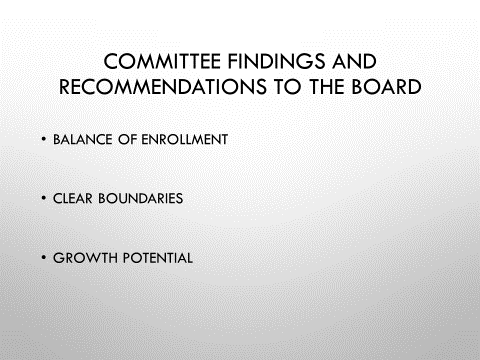 COMMITTEE FINDINGS AND
RECOMMENDATIONS TO THE BOARD
• BALANCE OF ENROLLMENT
• CLEAR BOUNDARIES
• GROWTH POTENTIAL